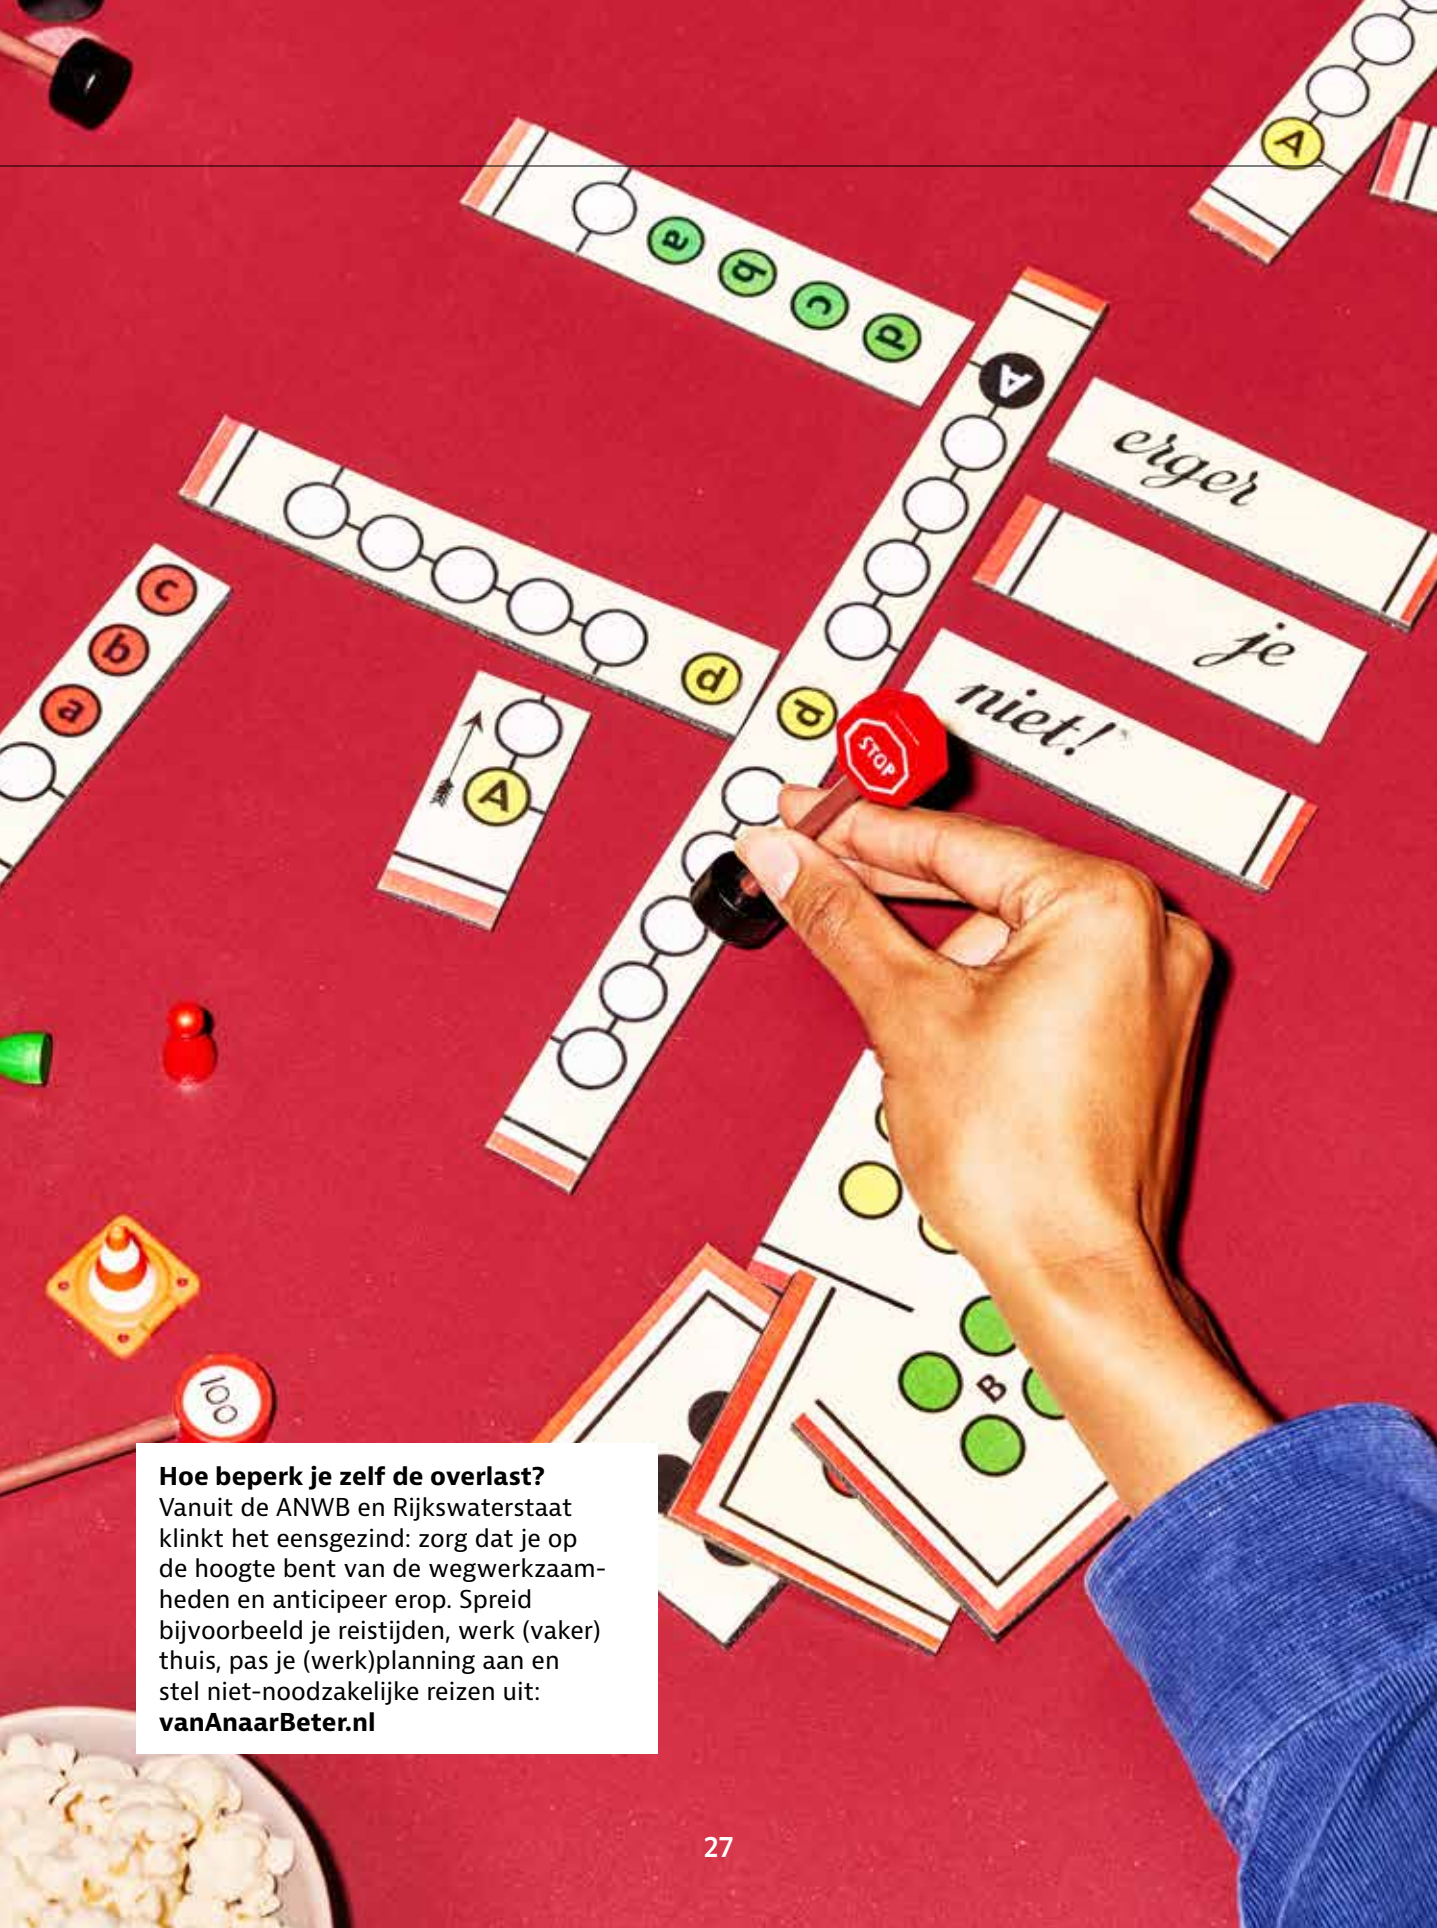 A
a
b
c
d
A
erger
je
niet!
c
b
a
d
d
A
STOP
B
100
Hoe beperk je zelf de overlast?
Vanuit de ANWB en Rijkswaterstaat
klinkt het eensgezind: zorg dat je op
de hoogte bent van de wegwerkzaam-
heden en anticipeer erop. Spreid
bijvoorbeeld je reistijden, werk (vaker)
thuis, pas je (werk)planning aan en
stel niet-noodzakelijke reizen uit:
vanAnaarBeter.nl
27